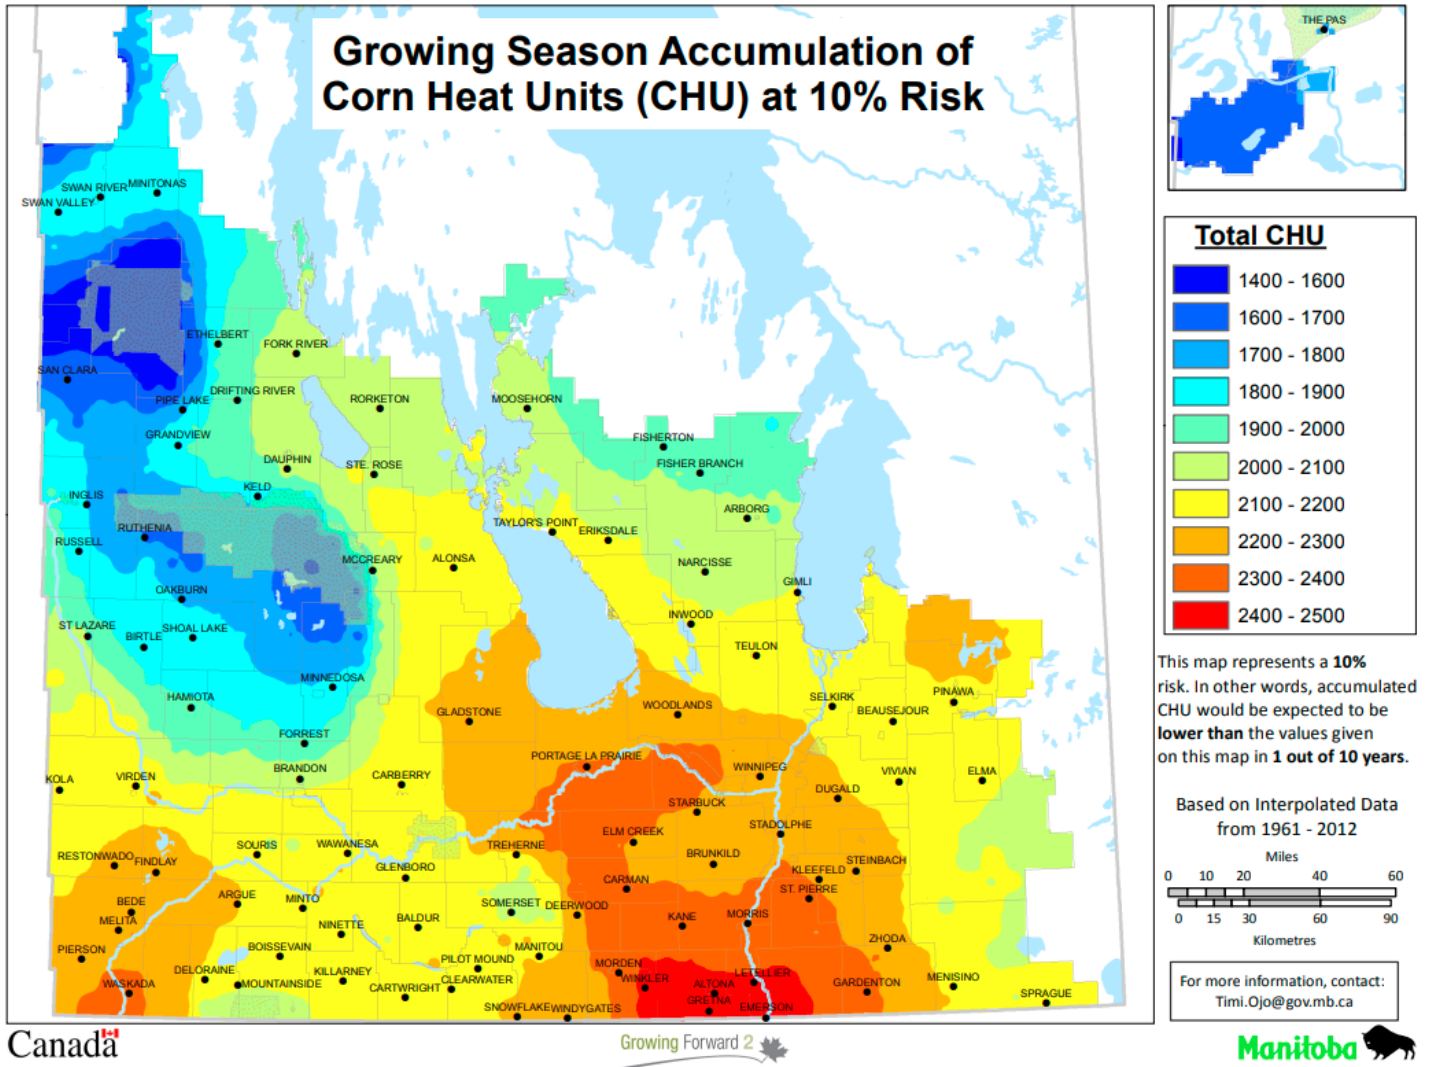 Growing Season Accumulation of
Corn Heat Units (CHU) at 10% Risk
THE PAS
SWAN RIVER
MINITONAS
SWAN VALLEY
ETHELBERT
FORK RIVER
SAN CLARA
DRIFTING RIVER
PIPE LAKE
RORKETON
MOOSEHORN
GRANDVIEW
FISHERTON
DAUPHIN
STE. ROSE
FISHER BRANCH
KELD
INGLIS
ARBORG
RUTHENIA
TAYLOR'S POINT
ERIKSDALE
RUSSELL
MCCREARY
ALONSA
NARCISSE
OAKBURN
GIMLI
ST LAZARE
BIRTLE
SHOAL LAKE
INWOOD
TEULON
MINNEDOSA
HAMIOTA
GLADSTONE
WOODLANDS
SELKIRK
BEAUSEJOUR
PINAWA
FORREST
PORTAGE LA PRAIRIE
KOLA
VIRDEN
BRANDON
CARBERRY
WINNIPEG
DUGALD
VIVIAN
ELMA
STARBUCK
STADOLPHE
ELM CREEK
RESTONWADO
FINDLAY
SOURIS
WAWANESA
TREHERNE
BRUNKILD
STEINBACH
GLENBORO
KLEEFELD
CARMAN
ST. PIERRE
BEDE
ARGUE
MINTO
SOMERSET
DEERWOOD
MELITA
NINETTE
BALDUR
KANE
MORRIS
PIERSON
BOISSEVAIN
MANITOU
ZHODA
DELORAINE
KILLARNEY
PILOT MOUND
MORDEN
WASKADA
MOUNTAINSIDE
CARTWRIGHT
CLEARWATER
WINKLER
ALTONA
LETELLIER
GARDENTON
MENISINO
SPRAGUE
SNOWFLAKE
WINDYGATES
GRETNA
EMERSON
Total CHU
1400 - 1600
1600 - 1700
1700 - 1800
1800 - 1900
1900 - 2000
2000 - 2100
2100 - 2200
2200 - 2300
2300 - 2400
2400 - 2500
This map represents a 10%
risk. In other words, accumulated
CHU would be expected to be
lower than the values given
on this map in 1 out of 10 years.
Based on Interpolated Data
from 1961 - 2012
Miles
0 10 20 40 60
0 15 30 60 90
Kilometres
For more information, contact:
Timi.Ojo@gov.mb.ca
Canada
Growing Forward 2
Manitoba